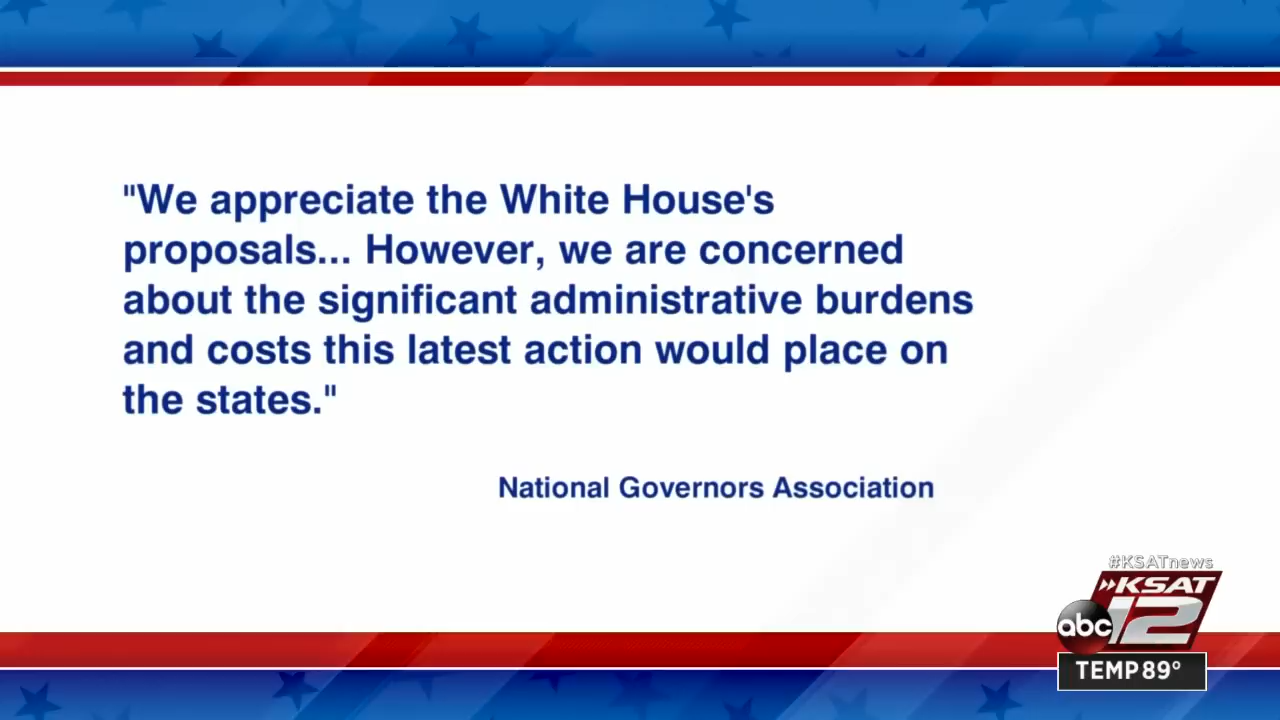 "We appreciate the White House's
proposals... However, we are concerned
about the significant administrative burdens
and costs this latest action would place on
the states."
National Governors Association
#KSATnews
KSAT
abc 12
TEMP 89°